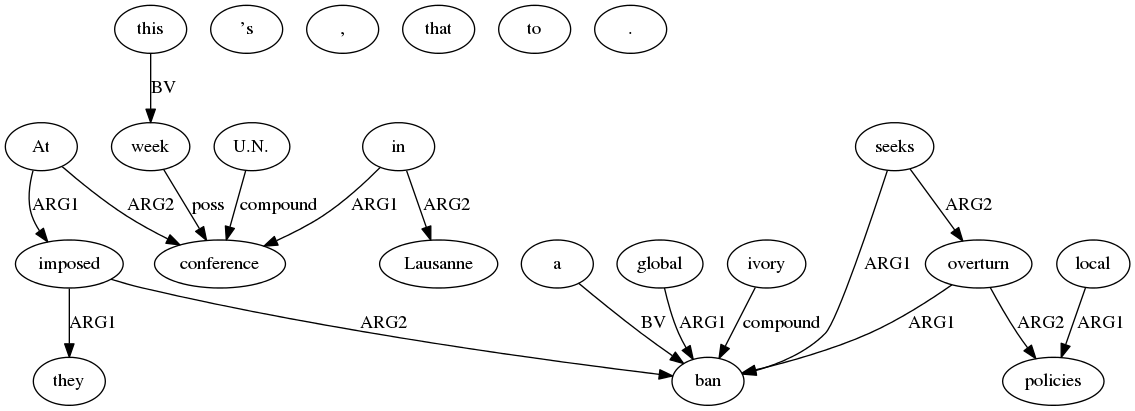 this ’s , that to .
BV
At week U.N. in seeks
ARG1 ARG2 poss compound ARG1 ARG2 ARG2
imposed conference Lausanne a global ivory ARG1 overturn local
ARG1 ARG2 BV ARG1 compound ARG1 ARG2 ARG1
they ban policies